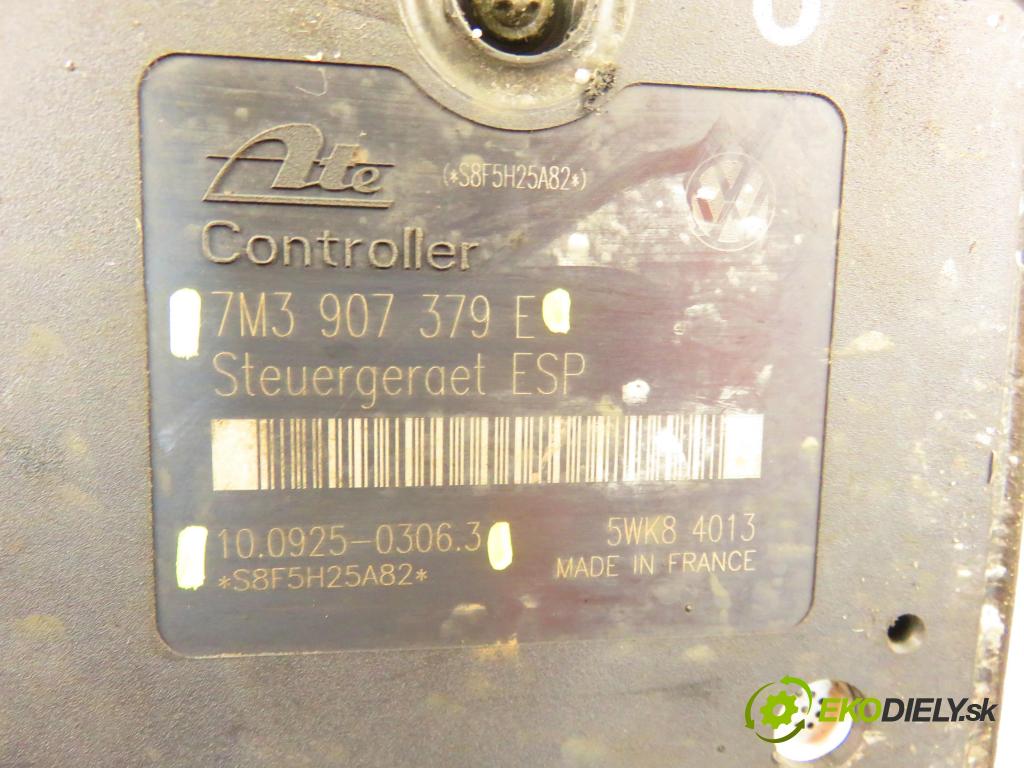 Ate (*S8F5H25A82*)
VW
Controller
7M3 907 379 E
Steuergeraet ESP
10.0925-0306.3 5WK8 4013
*S8F5H25A82* MADE IN FRANCE
EKODIELY.sk